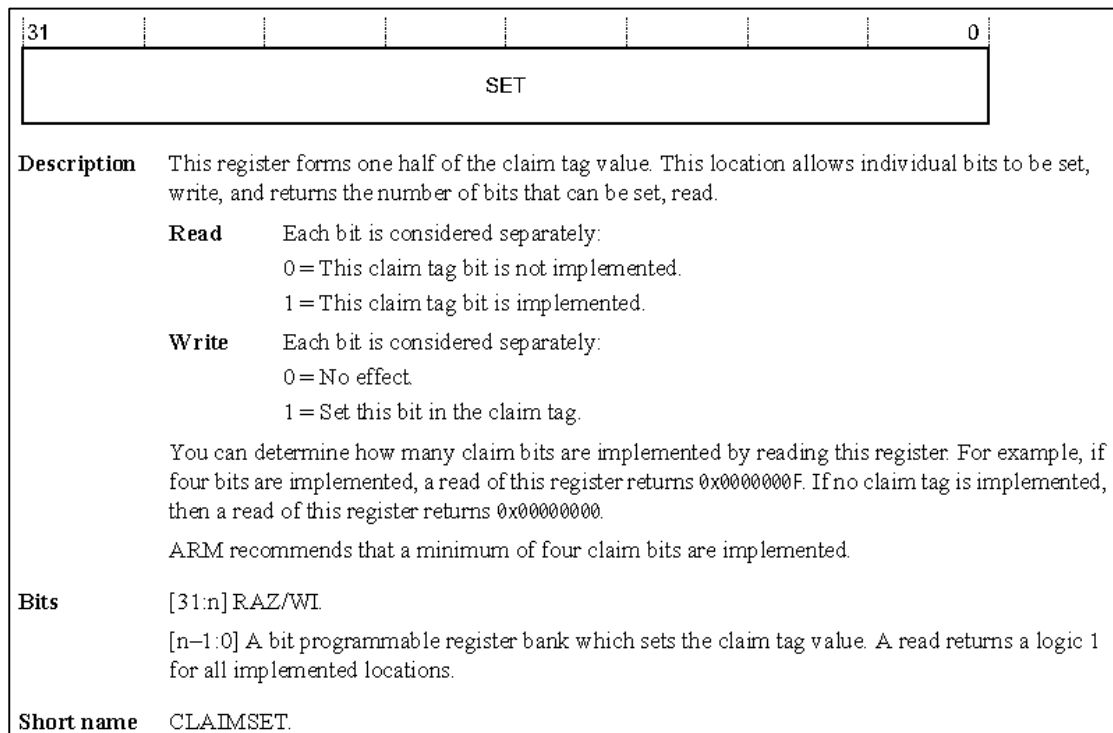 31 0
SET
Description This register forms one half of the claim tag value. This location allows individual bits to be set,
write, and returns the number of bits that can be set, read.
Read Each bit is considered separately:
0 = This claim tag bit is not implemented.
1 = This claim tag bit is implemented.
Write Each bit is considered separately:
0 = No effect.
1 = Set this bit in the claim tag.
You can determine how many claim bits are implemented by reading this register. For example, if
four bits are implemented, a read of this register returns 0x0000000F. If no claim tag is implemented,
then a read of this register returns 0x00000000.
ARM recommends that a minimum of four claim bits are implemented.
Bits [31:n] RAZ/WI.
[n–1:0] A bit programmable register bank which sets the claim tag value. A read returns a logic 1
for all implemented locations.
Short name CLAIMSET.